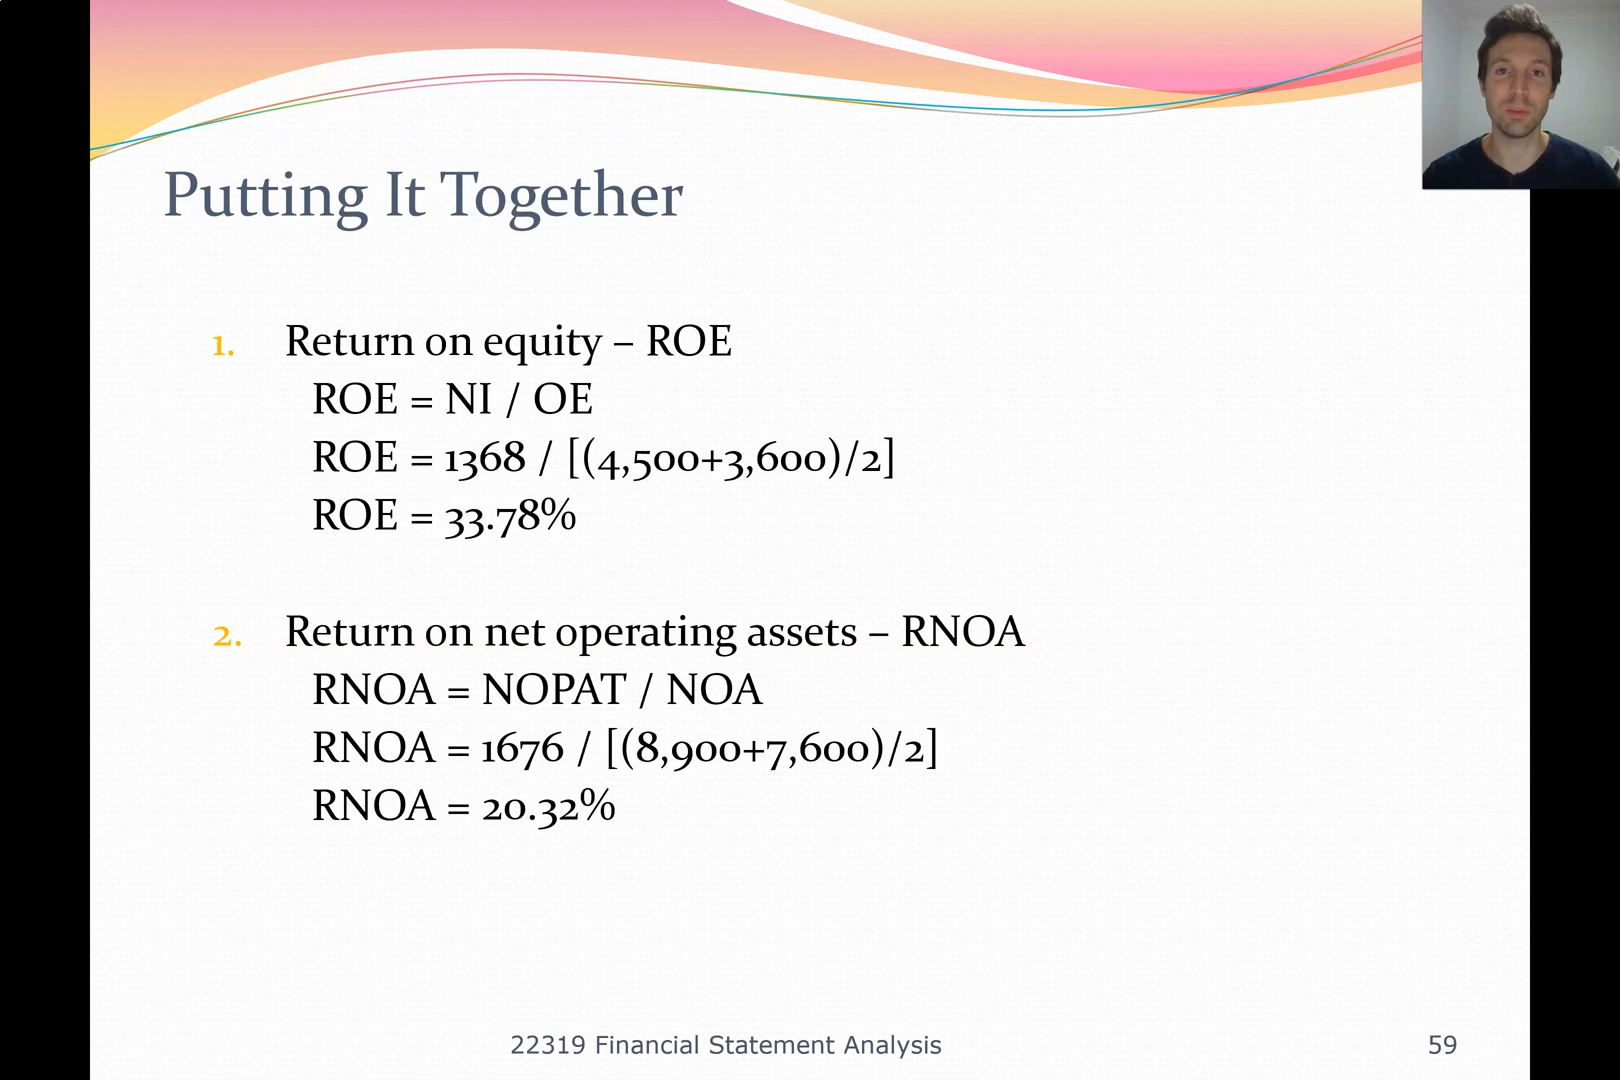 Putting It Together
1. Return on equity – ROE
ROE = NI / OE
ROE = 1368 / [(4,500+3,600)/2]
ROE = 33.78%
2. Return on net operating assets – RNOA
RNOA = NOPAT / NOA
RNOA = 1676 / [(8,900+7,600)/2]
RNOA = 20.32%
22319 Financial Statement Analysis
59